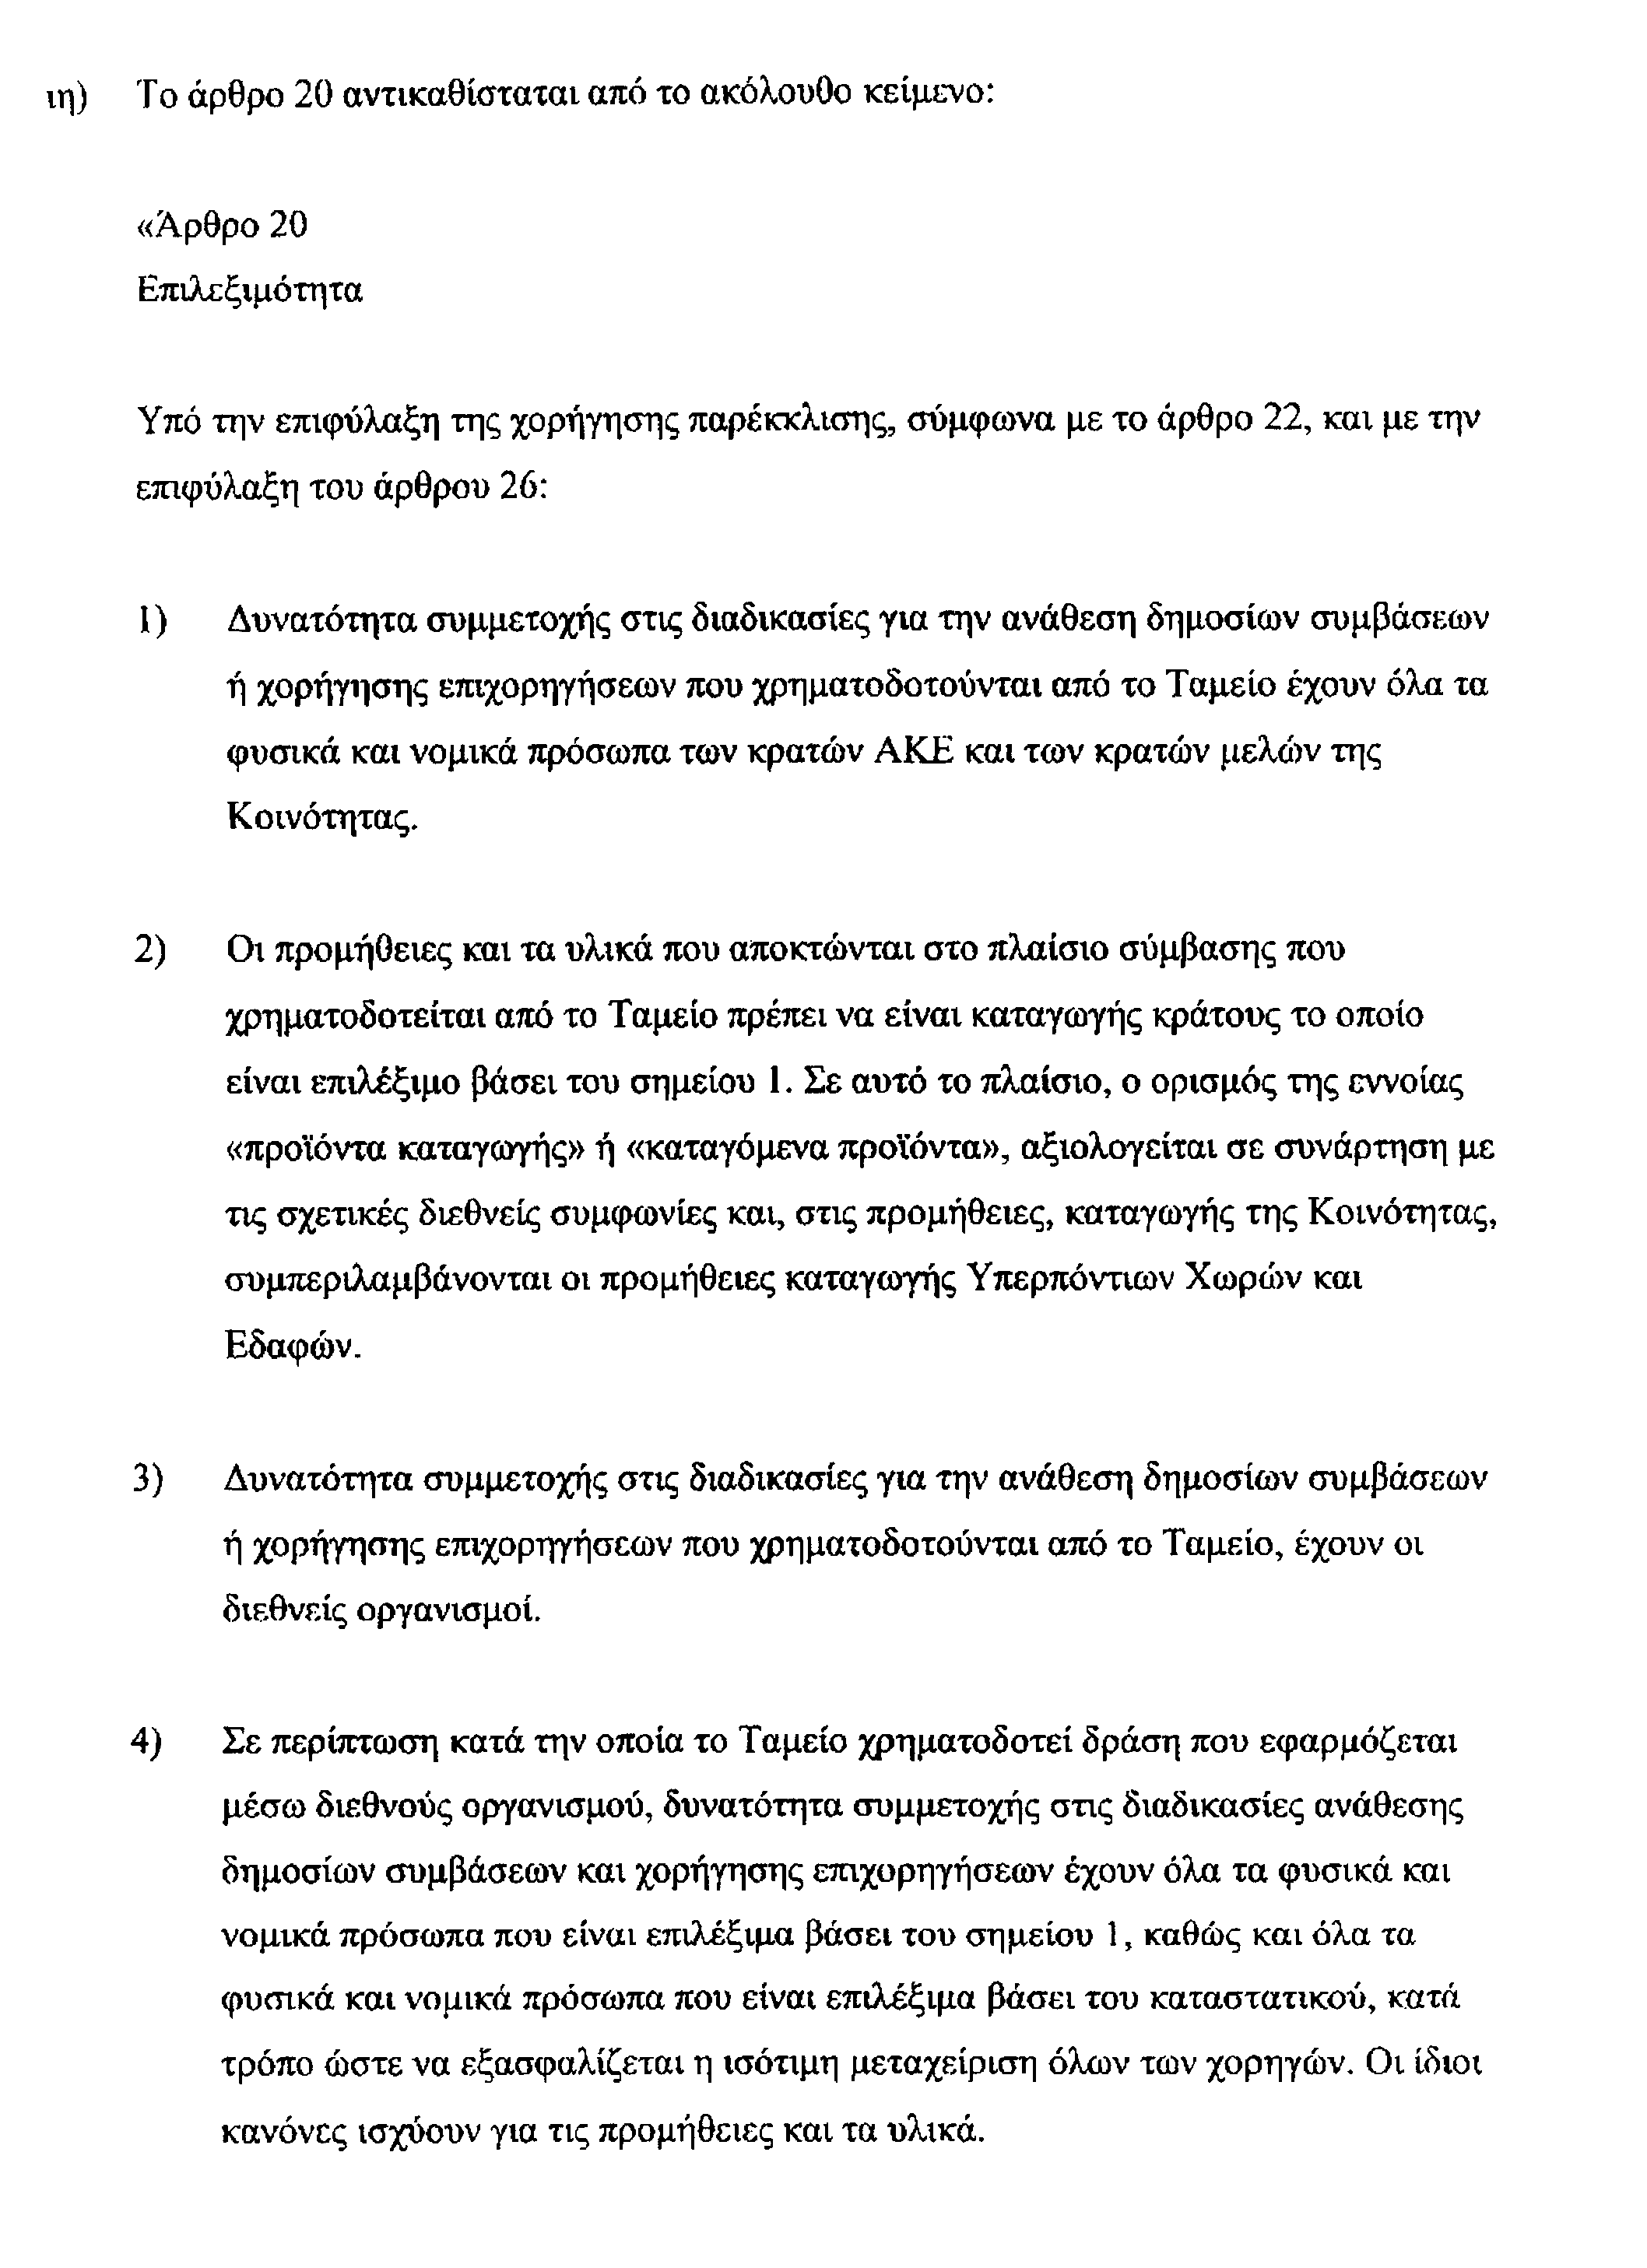 ιη) Το άρθρο 20 αντικαθίσταται από το ακόλουθο κείμενο:
«Άρθρο 20
Επιλεξιμότητα
Υπό την επιφύλαξη της χορήγησης παρέκκλισης, σύμφωνα με το άρθρο 22, και με την
επιφύλαξη του άρθρου 26:
1) Δυνατότητα συμμετοχής στις διαδικασίες για την ανάθεση δημοσίων συμβάσεων
ή χορήγησης επιχορηγήσεων που χρηματοδοτούνται από το Ταμείο έχουν όλα τα
φυσικά και νομικά πρόσωπα των κρατών ΑΚΕ και των κρατών μελών της
Κοινότητας.
2) Οι προμήθειες και τα υλικά που αποκτώνται στο πλαίσιο σύμβασης που
χρηματοδοτείται από το Ταμείο πρέπει να είναι καταγωγής κράτους το οποίο
είναι επιλέξιμο βάσει του σημείου 1. Σε αυτό το πλαίσιο, ο ορισμός της εννοίας
«προϊόντα καταγωγής» ή «καταγόμενα προϊόντα», αξιολογείται σε συνάρτηση με
τις σχετικές διεθνείς συμφωνίες και, στις προμήθειες, καταγωγής της Κοινότητας,
συμπεριλαμβάνονται οι προμήθειες καταγωγής Υπερπόντιων Χωρών και
Εδαφών.
3) Δυνατότητα συμμετοχής στις διαδικασίες για την ανάθεση δημοσίων συμβάσεων
ή χορήγησης επιχορηγήσεων που χρηματοδοτούνται από το Ταμείο, έχουν οι
διεθνείς οργανισμοί.
4) Σε περίπτωση κατά την οποία το Ταμείο χρηματοδοτεί δράση που εφαρμόζεται
μέσω διεθνούς οργανισμού, δυνατότητα συμμετοχής στις διαδικασίες ανάθεσης
δημοσίων συμβάσεων και χορήγησης επιχορηγήσεων έχουν όλα τα φυσικά και
νομικά πρόσωπα που είναι επιλέξιμα βάσει του σημείου 1, καθώς και όλα τα
φυσικά και νομικά πρόσωπα που είναι επιλέξιμα βάσει του καταστατικού, κατά
τρόπο ώστε να εξασφαλίζεται η ισότιμη μεταχείριση όλων των χορηγών. Οι ίδιοι
κανόνες ισχύουν για τις προμήθειες και τα υλικά.